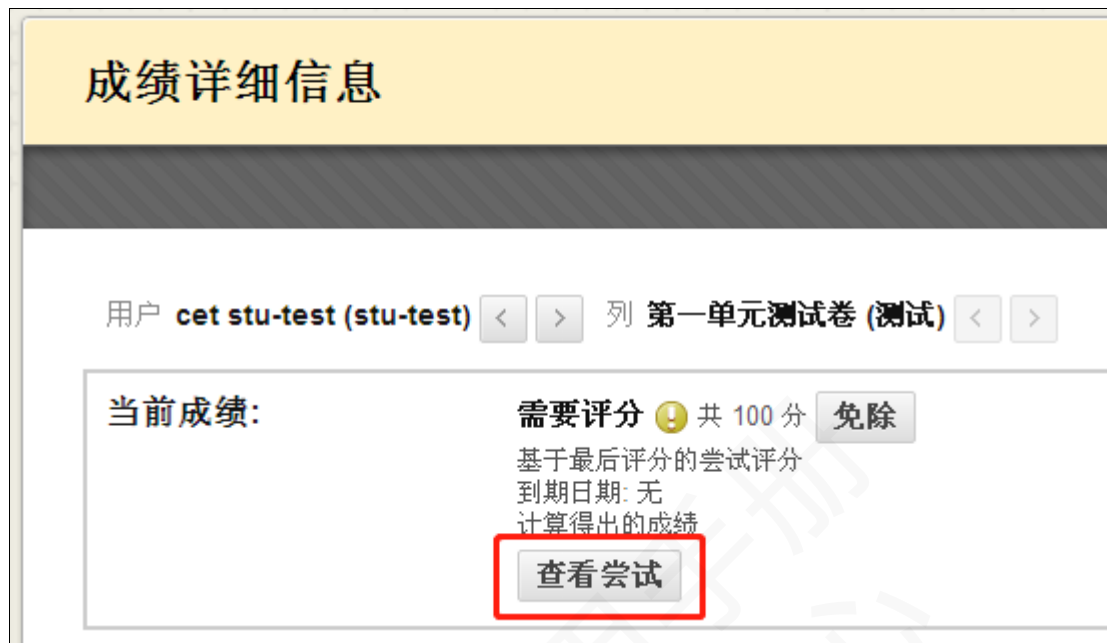 成绩详细信息
用户 cet stu-test (stu-test) < > 列 第一单元测试卷 (测试) < >
当前成绩: 需要评分 共 100 分 免除
基于最后评分的尝试评分
到期日期: 无
计算得出的成绩
查看尝试